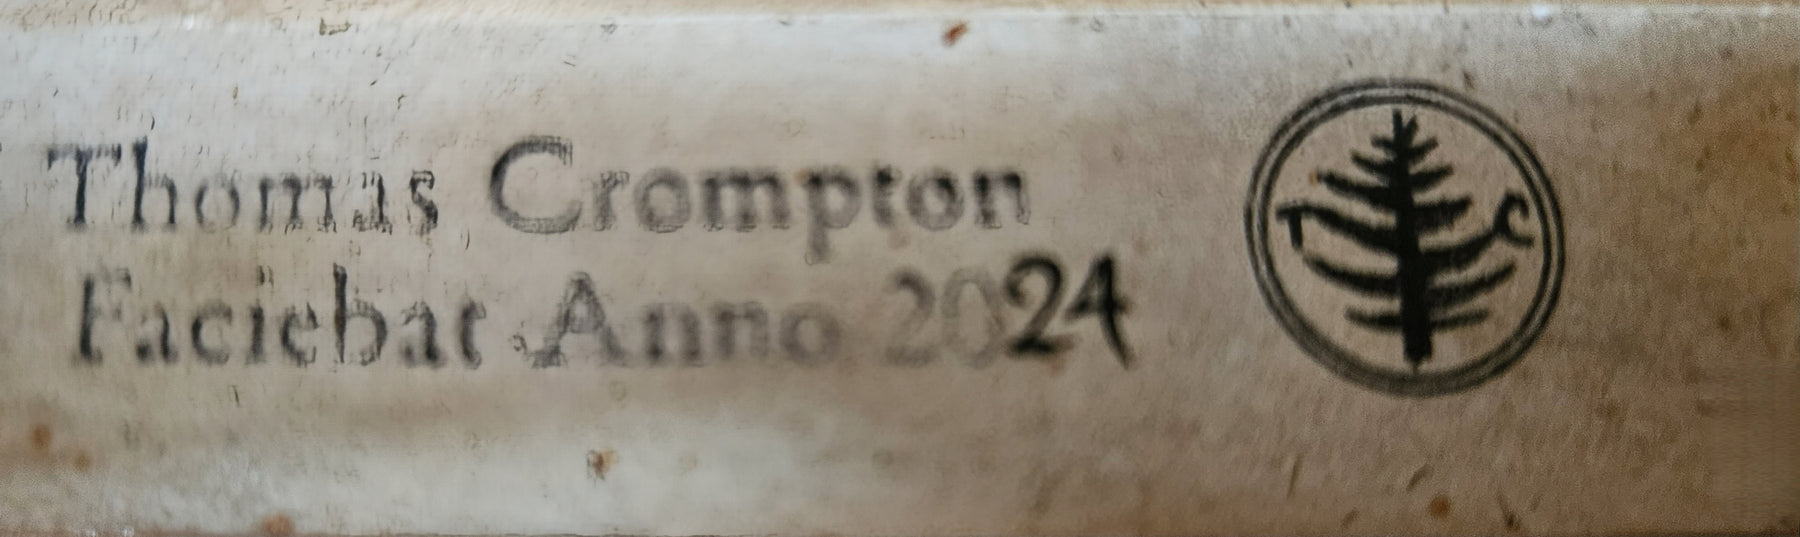 Thomas Crompton
Faciebat Anno 2024
T C